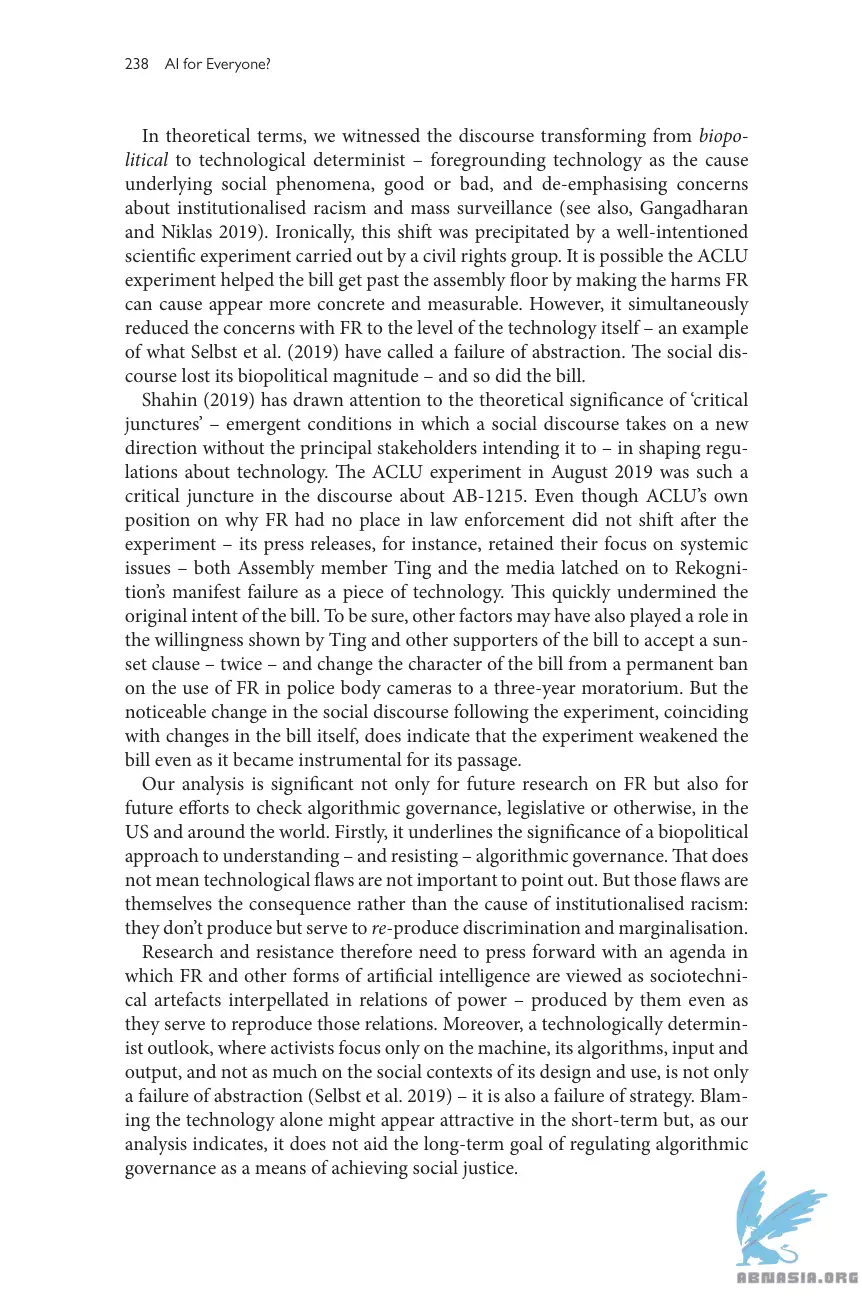 238 AI for Everyone?
In theoretical terms, we witnessed the discourse transforming from biopo-
litical to technological determinist – foregrounding technology as the cause
underlying social phenomena, good or bad, and de-emphasising concerns
about institutionalised racism and mass surveillance (see also, Gangadharan
and Niklas 2019). Ironically, this shift was precipitated by a well-intentioned
scientific experiment carried out by a civil rights group. It is possible the ACLU
experiment helped the bill get past the assembly floor by making the harms FR
can cause appear more concrete and measurable. However, it simultaneously
reduced the concerns with FR to the level of the technology itself – an example
of what Selbst et al. (2019) have called a failure of abstraction. The social dis-
course lost its biopolitical magnitude – and so did the bill.
Shahin (2019) has drawn attention to the theoretical significance of ‘critical
junctures’ – emergent conditions in which a social discourse takes on a new
direction without the principal stakeholders intending it to – in shaping regu-
lations about technology. The ACLU experiment in August 2019 was such a
critical juncture in the discourse about AB-1215. Even though ACLU’s own
position on why FR had no place in law enforcement did not shift after the
experiment – its press releases, for instance, retained their focus on systemic
issues – both Assembly member Ting and the media latched on to Rekogni-
tion’s manifest failure as a piece of technology. This quickly undermined the
original intent of the bill. To be sure, other factors may have also played a role in
the willingness shown by Ting and other supporters of the bill to accept a sun-
set clause – twice – and change the character of the bill from a permanent ban
on the use of FR in police body cameras to a three-year moratorium. But the
noticeable change in the social discourse following the experiment, coinciding
with changes in the bill itself, does indicate that the experiment weakened the
bill even as it became instrumental for its passage.
Our analysis is significant not only for future research on FR but also for
future efforts to check algorithmic governance, legislative or otherwise, in the
US and around the world. Firstly, it underlines the significance of a biopolitical
approach to understanding – and resisting – algorithmic governance. That does
not mean technological flaws are not important to point out. But those flaws are
themselves the consequence rather than the cause of institutionalised racism:
they don’t produce but serve to re-produce discrimination and marginalisation.
Research and resistance therefore need to press forward with an agenda in
which FR and other forms of artificial intelligence are viewed as sociotechni-
cal artefacts interpellated in relations of power – produced by them even as
they serve to reproduce those relations. Moreover, a technologically determin-
ist outlook, where activists focus only on the machine, its algorithms, input and
output, and not as much on the social contexts of its design and use, is not only
a failure of abstraction (Selbst et al. 2019) – it is also a failure of strategy. Blam-
ing the technology alone might appear attractive in the short-term but, as our
analysis indicates, it does not aid the long-term goal of regulating algorithmic
governance as a means of achieving social justice.
ABNASIA.ORG